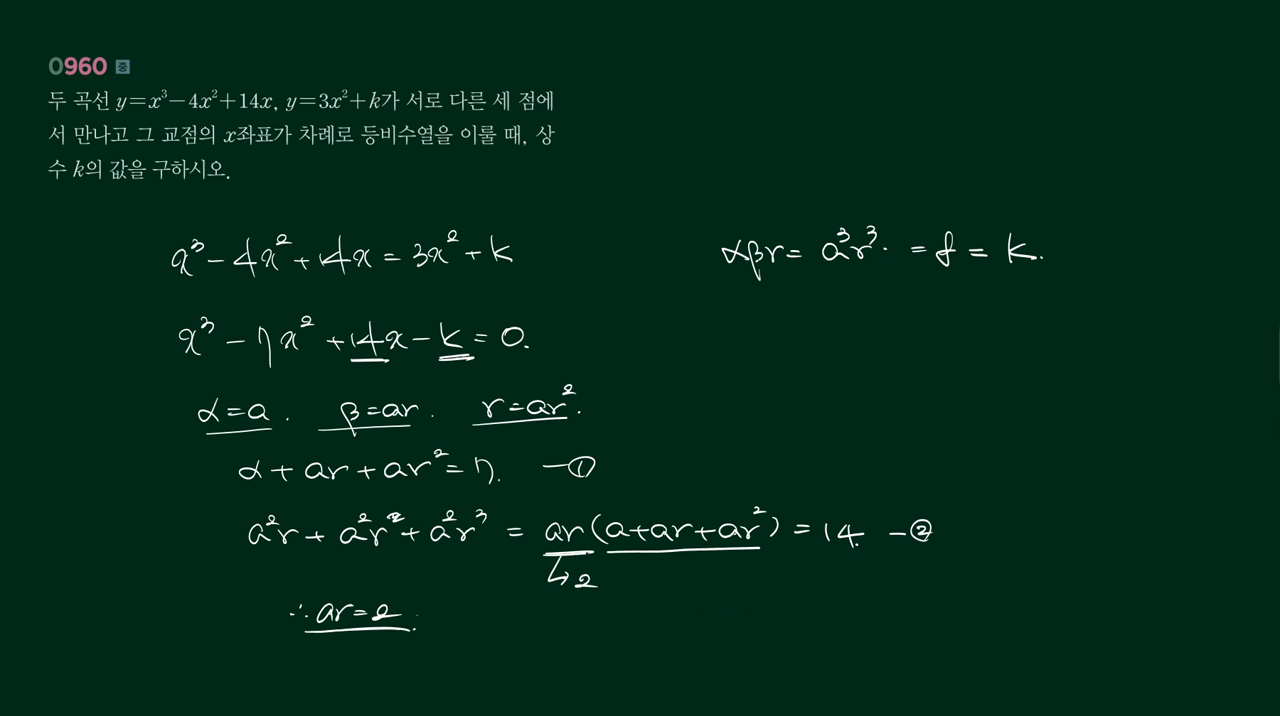 0960 중
두 곡선 y=x³-4x²+14x, y=3x²+k가 서로 다른 세 점에
서 만나고 그 교점의 x좌표가 차례로 등비수열을 이룰 때, 상
수 k의 값을 구하시오.
x³-4x²+14x=3x²+k
x³-7x²+14x-k=0.
α=a. β=ar. r=ar².
α+ar+ar²=7. -①
a²r+a²r²+a²r³=ar(a+ar+ar²)=14. -②
↳2
∴ar=2.
αβr=a³r³.=8=k.